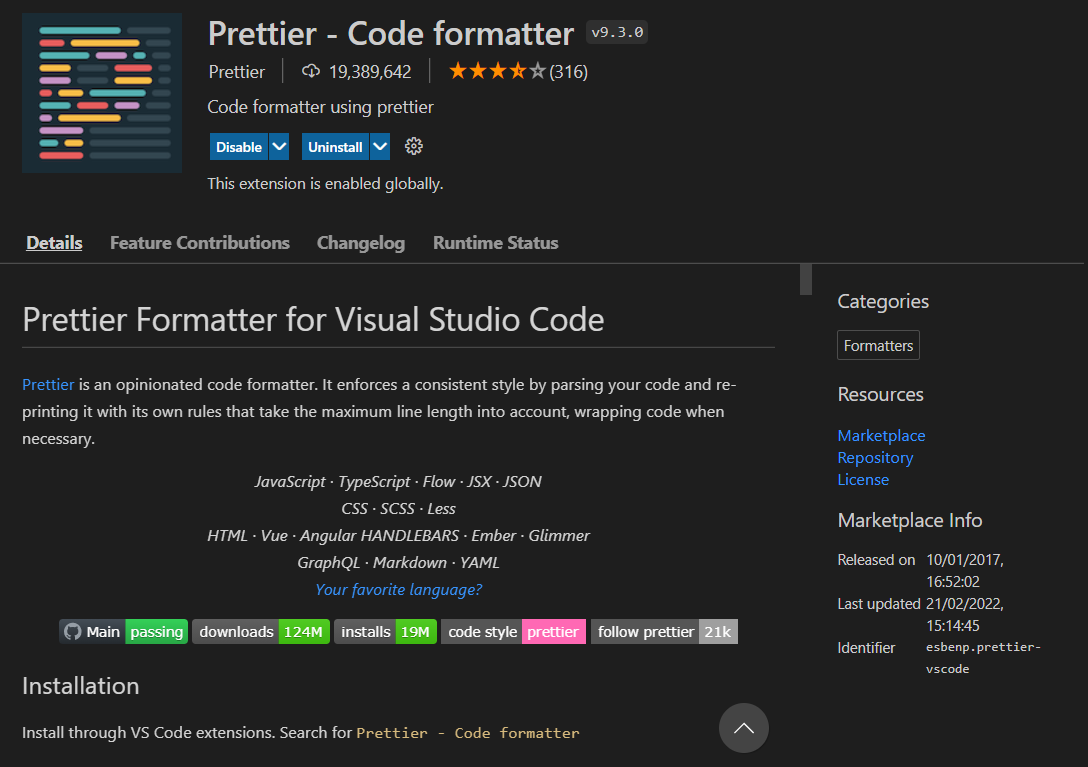 Prettier - Code formatter v9.3.0
Prettier 19,389,642 (316)
Code formatter using prettier
Disable Uninstall
This extension is enabled globally.
Details Feature Contributions Changelog Runtime Status
Prettier Formatter for Visual Studio Code
Prettier is an opinionated code formatter. It enforces a consistent style by parsing your code and re-
printing it with its own rules that take the maximum line length into account, wrapping code when
necessary.
JavaScript · TypeScript · Flow · JSX · JSON
CSS · SCSS · Less
HTML · Vue · Angular HANDLEBARS · Ember · Glimmer
GraphQL · Markdown · YAML
Your favorite language?
Main passing downloads 124M installs 19M code style prettier follow prettier 21k
Installation
Install through VS Code extensions. Search for Prettier - Code formatter
Categories
Formatters
Resources
Marketplace
Repository
License
Marketplace Info
Released on 10/01/2017,
16:52:02
Last updated 21/02/2022,
15:14:45
Identifier esbenp.prettier-
vscode